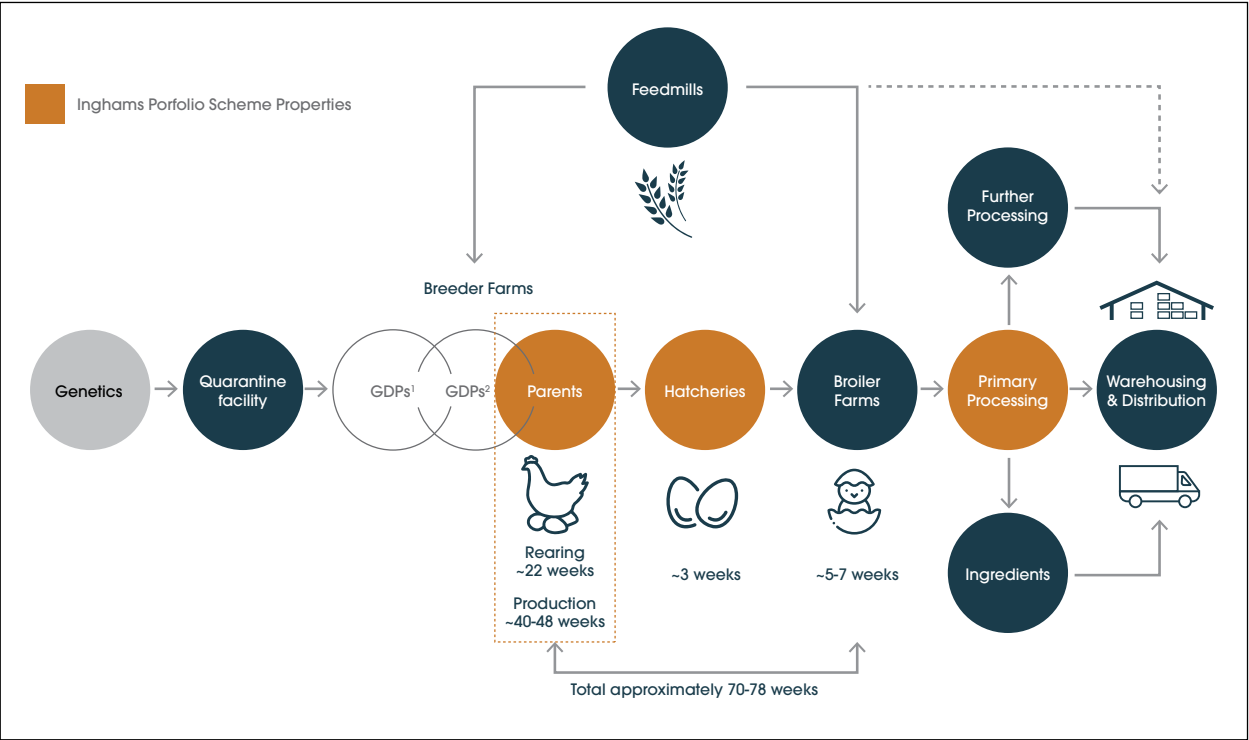 Feedmills
Inghams Porfolio Scheme Properties
Further
Processing
Breeder Farms
Genetics
Quarantine
facility
GDPs¹
GDPs²
Parents
Hatcheries
Broiler
Farms
Primary
Processing
Warehousing
& Distribution
Rearing
~22 weeks
Production
~40-48 weeks
~3 weeks
~5-7 weeks
Ingredients
Total approximately 70-78 weeks